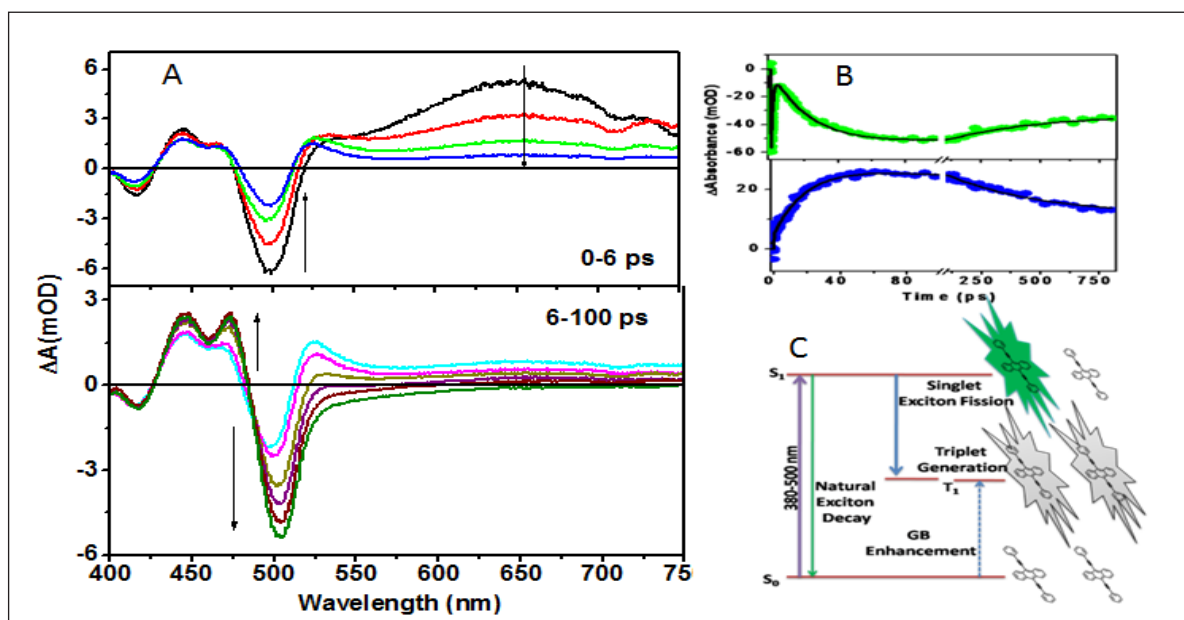 A
6
3
0
-3
-6
0-6 ps
3
0
-3
-6
6-100 ps
ΔA(mOD)
400 450 500 550 600 650 700 750
Wavelength (nm)
B
0
-20
-40
-60
20
0
ΔAbsorbance (mOD)
0 40 80 250 500 750
Time (ps)
C
S₁
Singlet
Exciton Fission
Triplet
Generation
T₁
380-500 nm
Natural
Exciton
Decay
GB
Enhancement
S₀